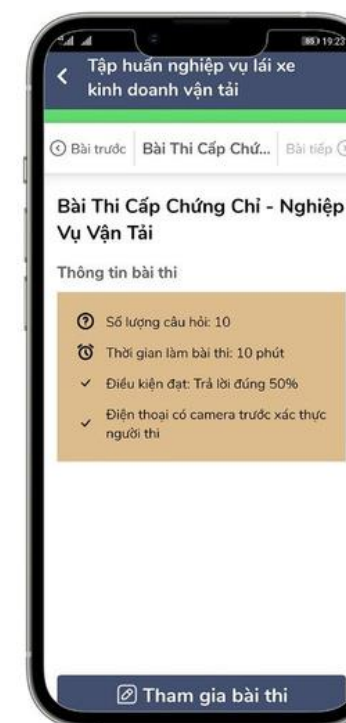 85 19:23
Tập huấn nghiệp vụ lái xe
kinh doanh vận tải
Bài trước Bài Thi Cấp Chứ... Bài tiếp
Bài Thi Cấp Chứng Chỉ - Nghiệp
Vụ Vận Tải
Thông tin bài thi
Số lượng câu hỏi: 10
Thời gian làm bài thi: 10 phút
Điều kiện đạt: Trả lời đúng 50%
Điện thoại có camera trước xác thực
người thi
Tham gia bài thi